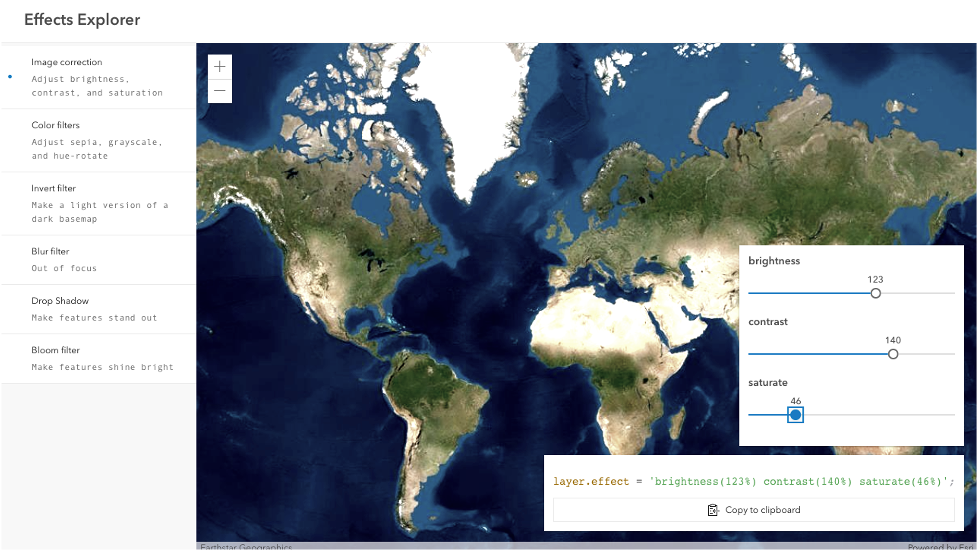 Effects Explorer
Image correction
Adjust brightness,
contrast, and saturation
Color filters
Adjust sepia, grayscale,
and hue-rotate
Invert filter
Make a light version of a
dark basemap
Blur filter
Out of focus
Drop Shadow
Make features stand out
Bloom filter
Make features shine bright
brightness
123
contrast
140
saturate
46
layer.effect = 'brightness(123%) contrast(140%) saturate(46%)';
Copy to clipboard
Earthstar Geographics
Powered by Esri